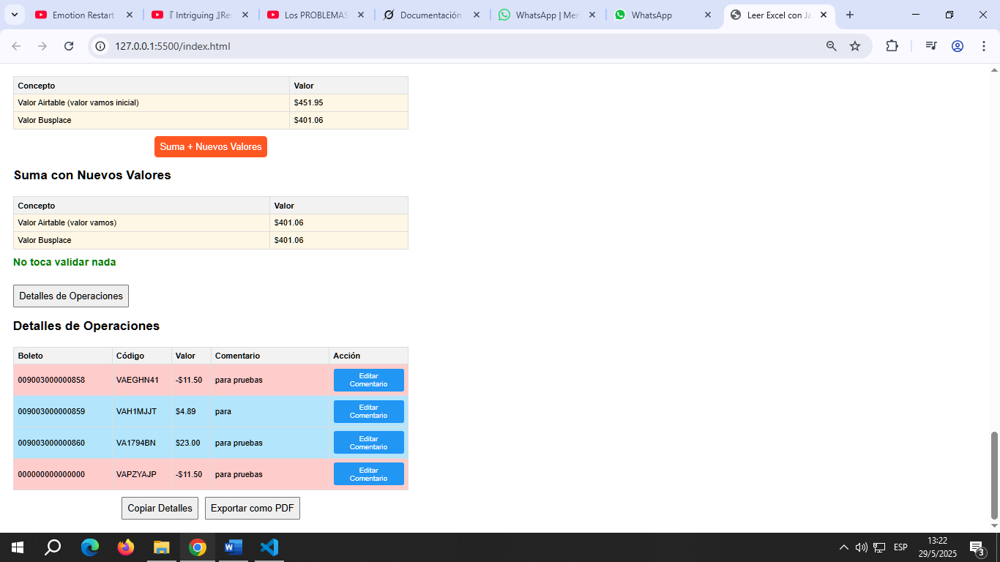 Emotion Restart
『 Intriguing 』Re
Los PROBLEMAS
Documentación
WhatsApp | Mer
WhatsApp
Leer Excel con Ja
127.0.0.1:5500/index.html
Concepto Valor
Valor Airtable (valor vamos inicial) $451.95
Valor Busplace $401.06
Suma + Nuevos Valores
Suma con Nuevos Valores
Concepto Valor
Valor Airtable (valor vamos) $401.06
Valor Busplace $401.06
No toca validar nada
Detalles de Operaciones
Detalles de Operaciones
Boleto Código Valor Comentario Acción
009003000000858 VAEGHN41 -$11.50 para pruebas Editar
Comentario
009003000000859 VAH1MJJT $4.89 para Editar
Comentario
009003000000860 VA1794BN $23.00 para pruebas Editar
Comentario
000000000000000 VAPZYAJP -$11.50 para pruebas Editar
Comentario
Copiar Detalles Exportar como PDF
ESP
13:22
29/5/2025
3